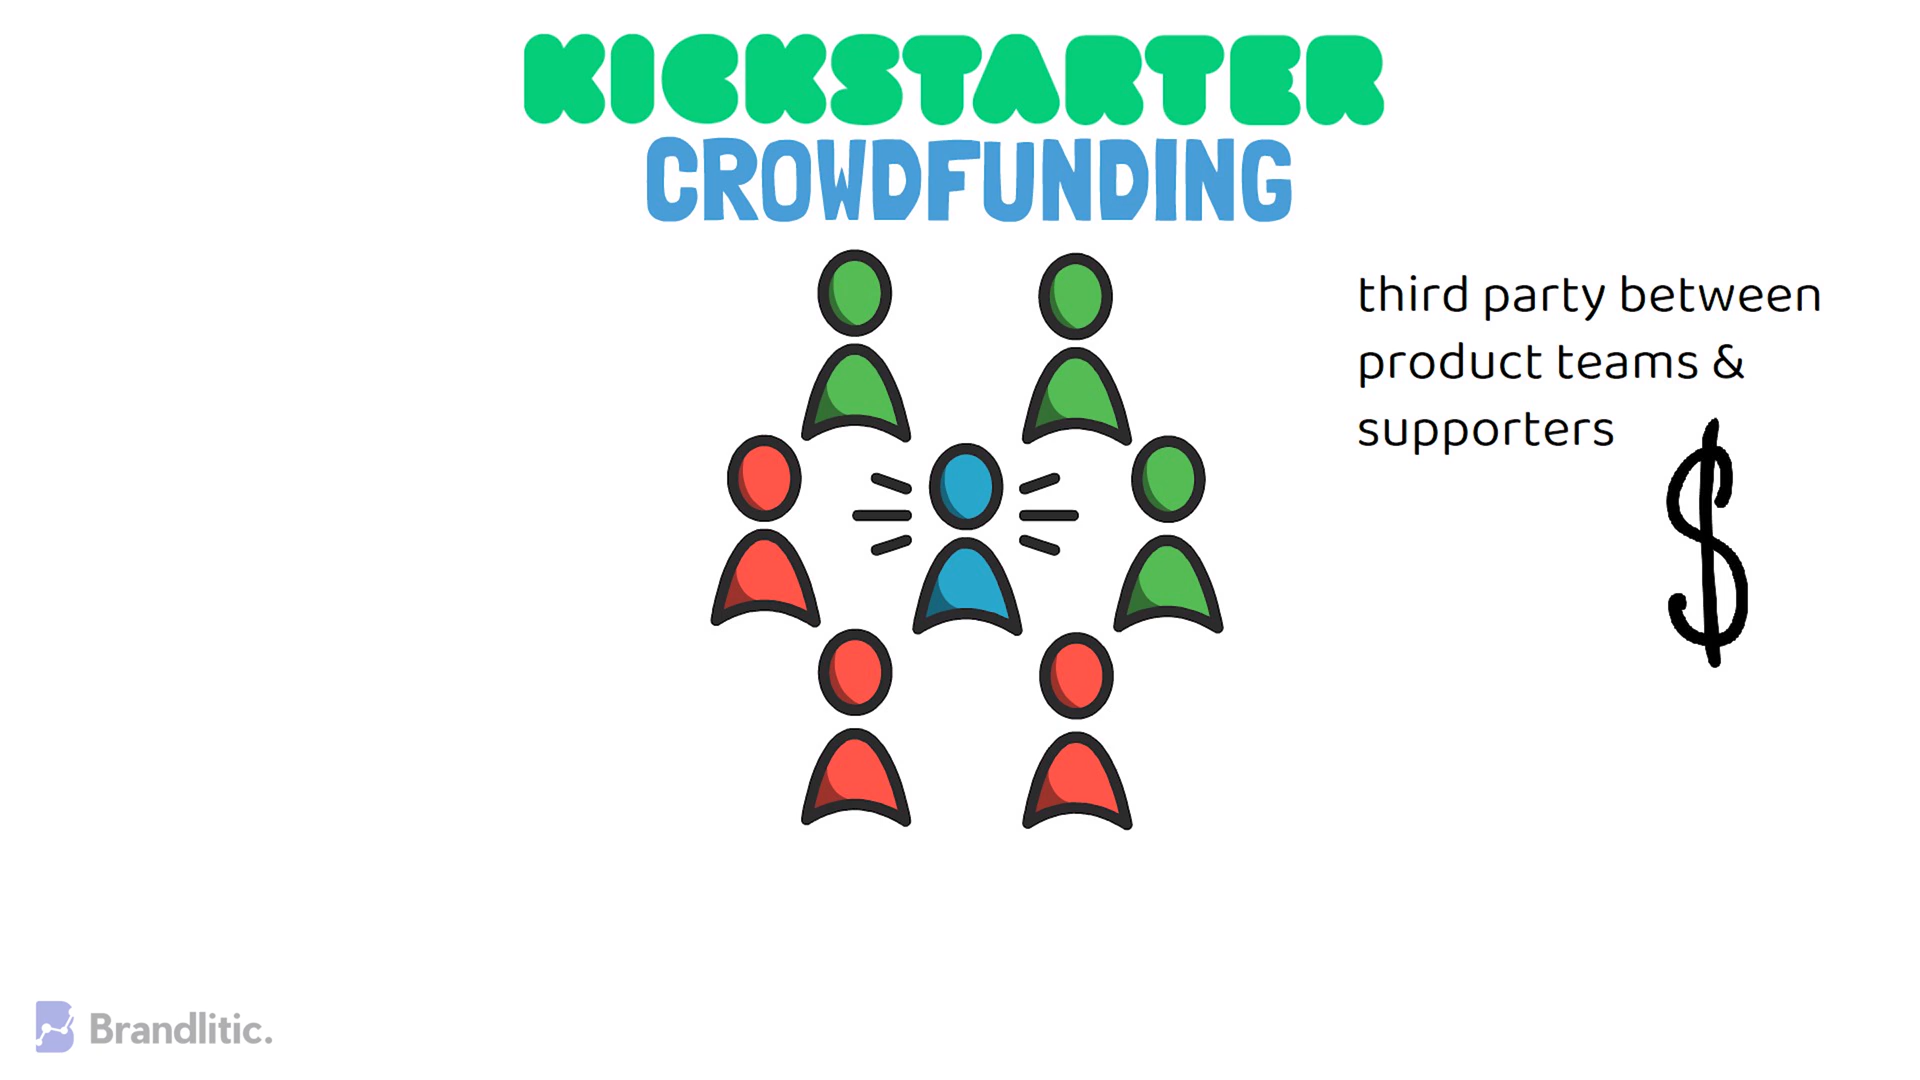 KICKSTARTER
CROWDFUNDING
third party between
product teams &
supporters
$
Brandlitic.